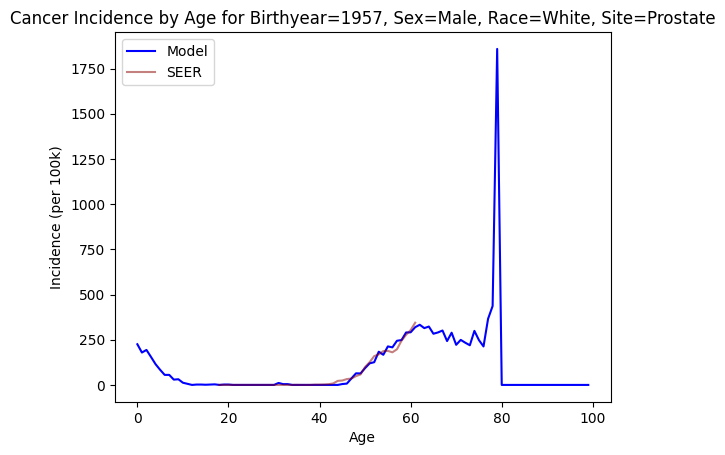 Cancer Incidence by Age for Birthyear=1957, Sex=Male, Race=White, Site=Prostate
Model
SEER
Incidence (per 100k)
1750
1500
1250
1000
750
500
250
0
0 20 40 60 80 100
Age